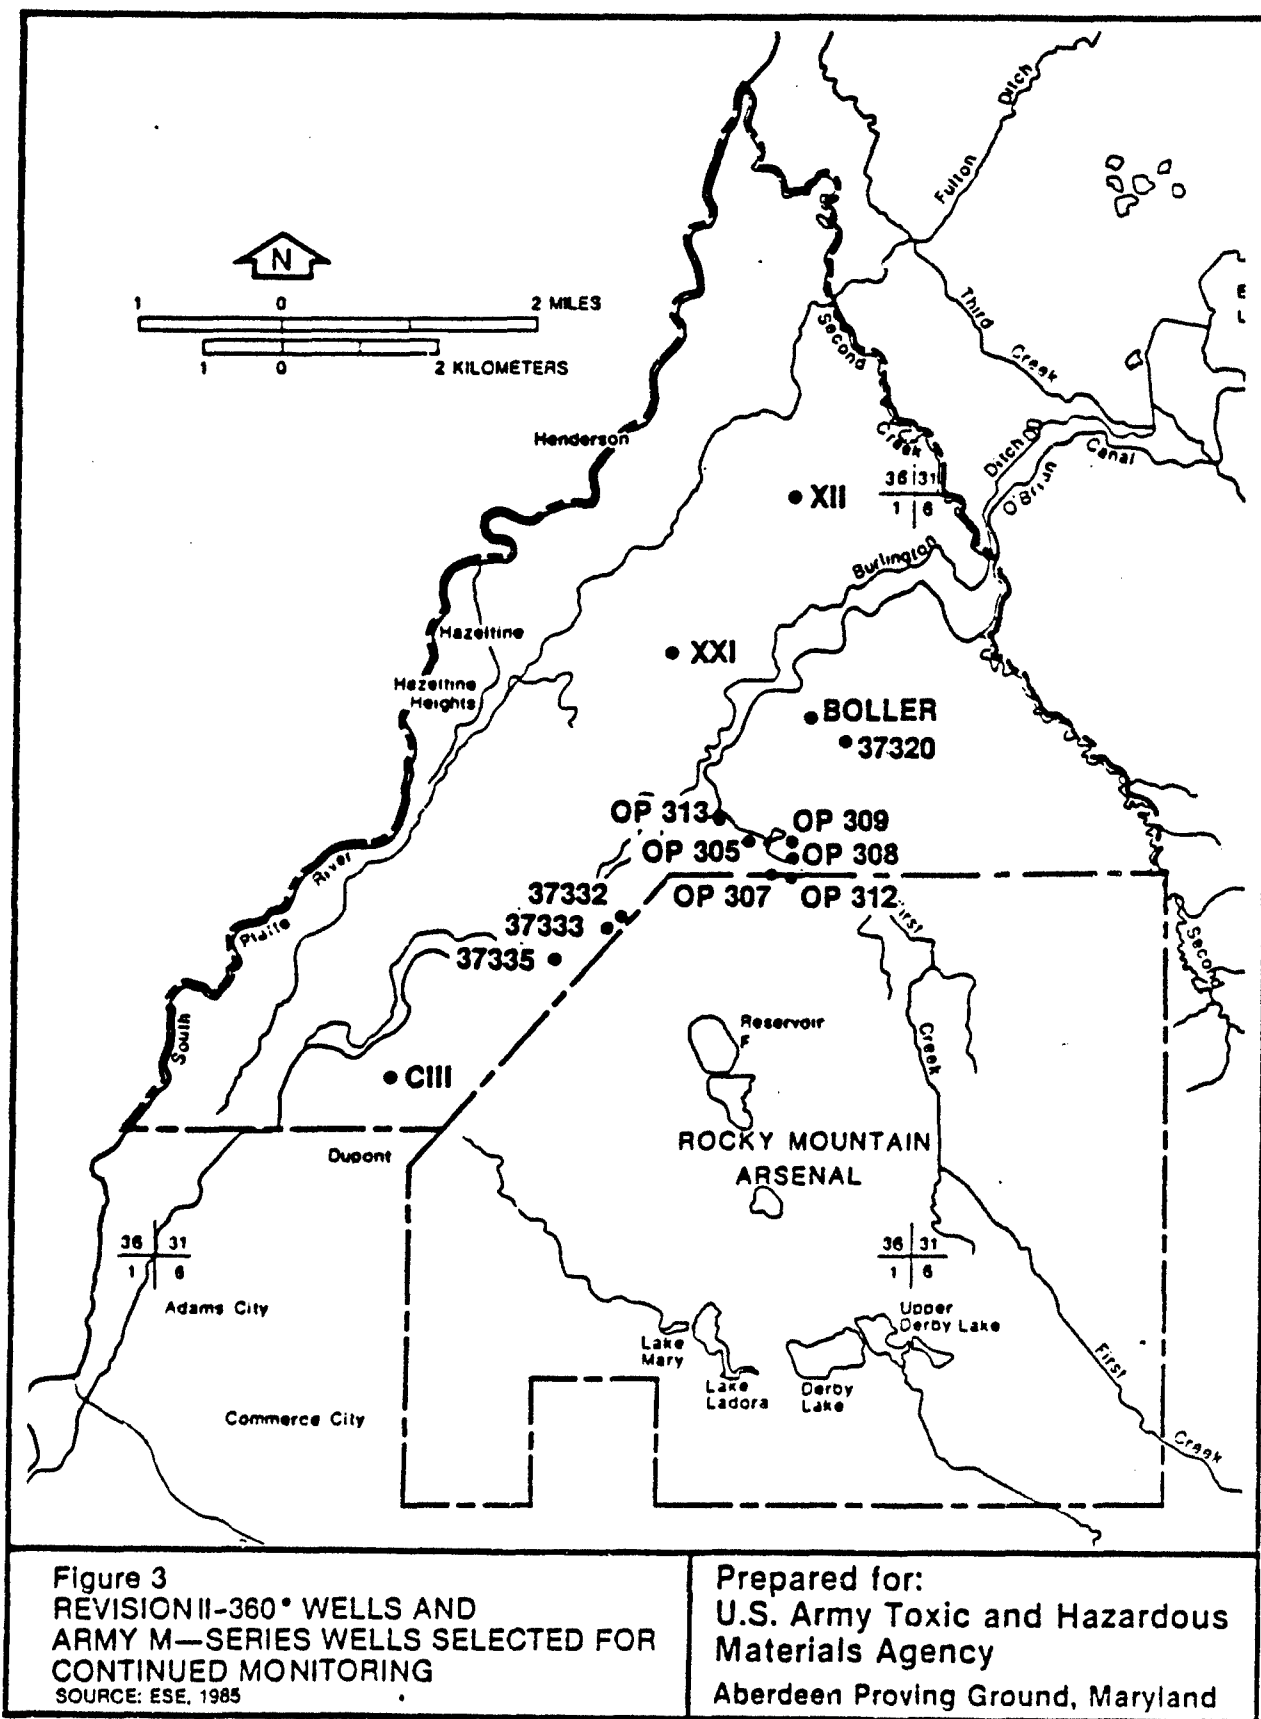 Ditch
Fulton
N
1 0 2 MILES
1 0 2 KILOMETERS
Third
Creek
Second
Creek
Henderson
Ditch
O'Brian
Canal
XII
36 31
1 6
Burlington
Hazeltine
XXI
Hazeltine
Heights
BOLLER
37320
OP 313
OP 309
OP 305
OP 308
OP 307
OP 312
River
Platte
South
37332
37333
37335
First
Creek
Second
Reservoir
F
CIII
ROCKY MOUNTAIN
ARSENAL
Dupont
36 31
1 6
36 31
1 6
Adams City
Upper
Derby Lake
Lake
Mary
Lake
Ladora
Derby
Lake
First
Creek
Commerce City
Figure 3
REVISION II-360° WELLS AND
ARMY M—SERIES WELLS SELECTED FOR
CONTINUED MONITORING
SOURCE: ESE, 1985
Prepared for:
U.S. Army Toxic and Hazardous
Materials Agency
Aberdeen Proving Ground, Maryland